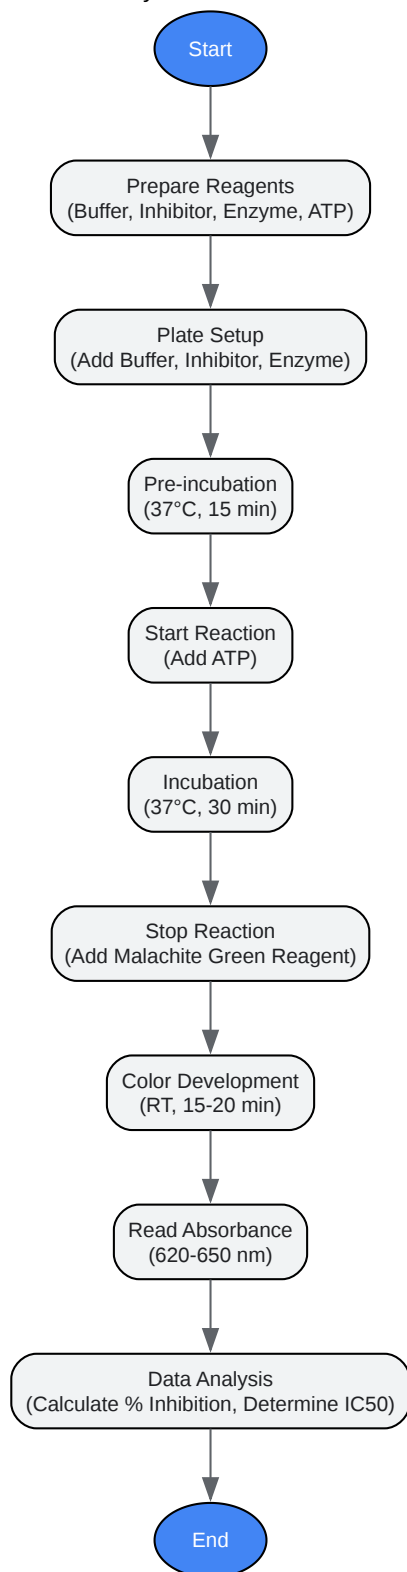 Start
Prepare Reagents
(Buffer, Inhibitor, Enzyme, ATP)
Plate Setup
(Add Buffer, Inhibitor, Enzyme)
Pre-incubation
(37°C, 15 min)
Start Reaction
(Add ATP)
Incubation
(37°C, 30 min)
Stop Reaction
(Add Malachite Green Reagent)
Color Development
(RT, 15-20 min)
Read Absorbance
(620-650 nm)
Data Analysis
(Calculate % Inhibition, Determine IC50)
End